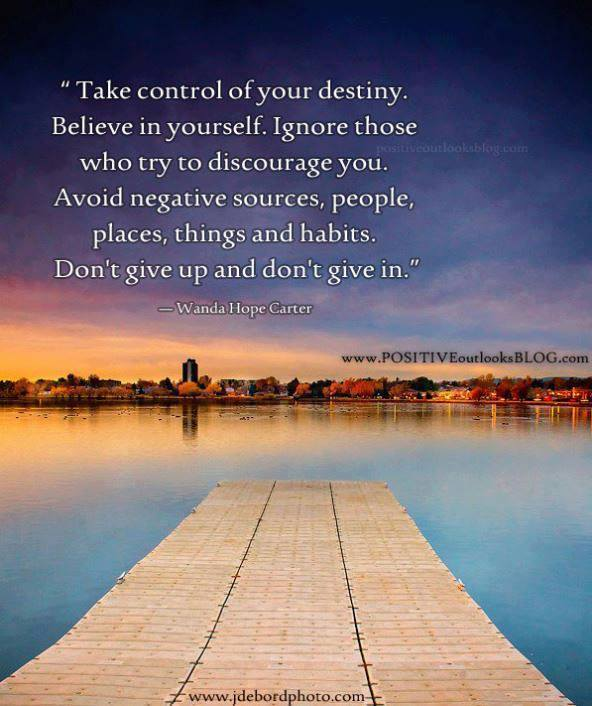 “ Take control of your destiny.
Believe in yourself. Ignore those
positiveoutlooksblog.com
who try to discourage you.
Avoid negative sources, people,
places, things and habits.
Don't give up and don't give in.”
— Wanda Hope Carter
www.POSITIVEoutlooksBLOG.com
www.jdebordphoto.com